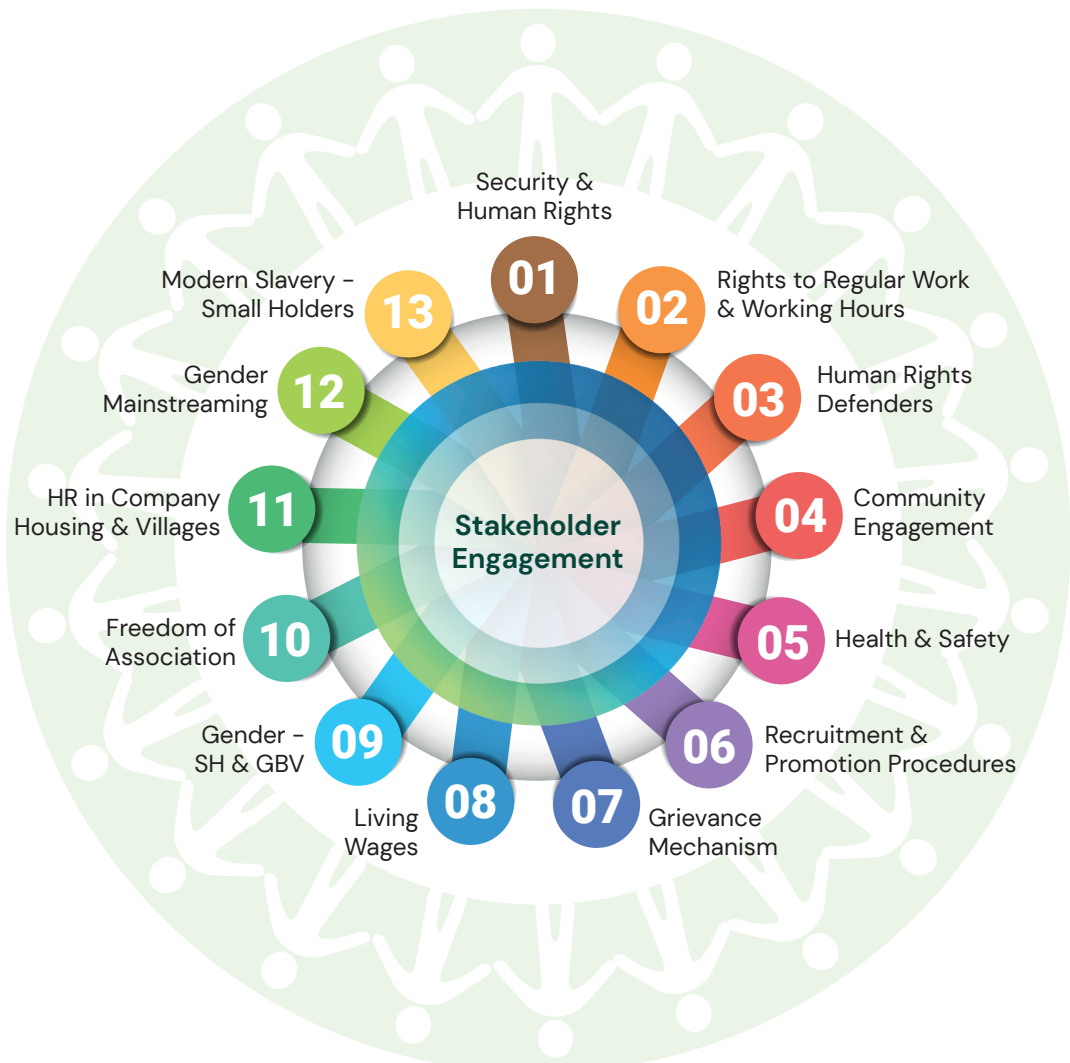 Security &
Human Rights
01
02
Rights to Regular Work
& Working Hours
03
Human Rights
Defenders
04
Community
Engagement
05
Health & Safety
06
Recruitment &
Promotion Procedures
07
Grievance
Mechanism
08
Living
Wages
09
Gender -
SH & GBV
10
Freedom of
Association
11
HR in Company
Housing & Villages
12
Gender
Mainstreaming
13
Modern Slavery -
Small Holders
Stakeholder
Engagement